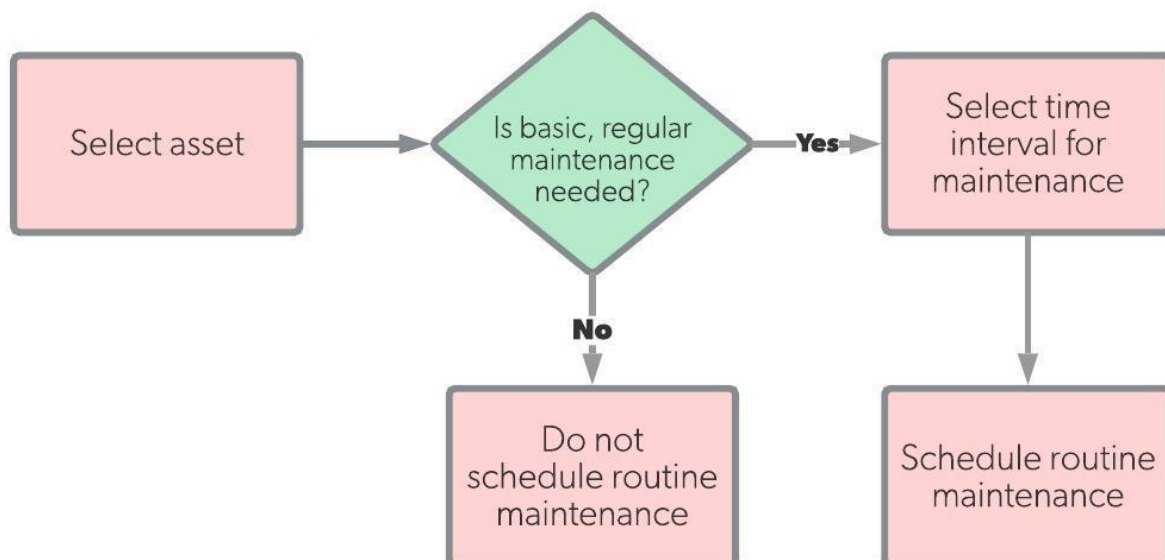 Select asset
Is basic, regular
maintenance
needed?
Yes
Select time
interval for
maintenance
No
Do not
schedule routine
maintenance
Schedule routine
maintenance